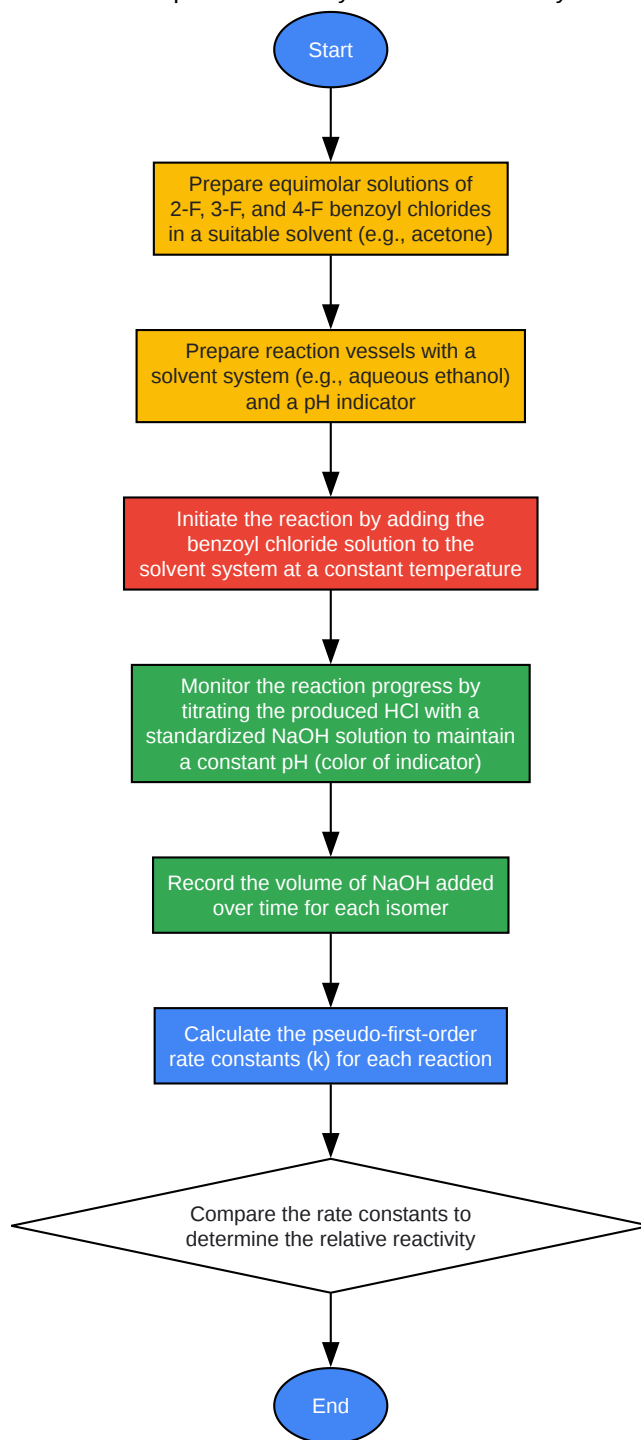 Start
Prepare equimolar solutions of
2-F, 3-F, and 4-F benzoyl chlorides
in a suitable solvent (e.g., acetone)
Prepare reaction vessels with a
solvent system (e.g., aqueous ethanol)
and a pH indicator
Initiate the reaction by adding the
benzoyl chloride solution to the
solvent system at a constant temperature
Monitor the reaction progress by
titrating the produced HCl with a
standardized NaOH solution to maintain
a constant pH (color of indicator)
Record the volume of NaOH added
over time for each isomer
Calculate the pseudo-first-order
rate constants (k) for each reaction
Compare the rate constants to
determine the relative reactivity
End